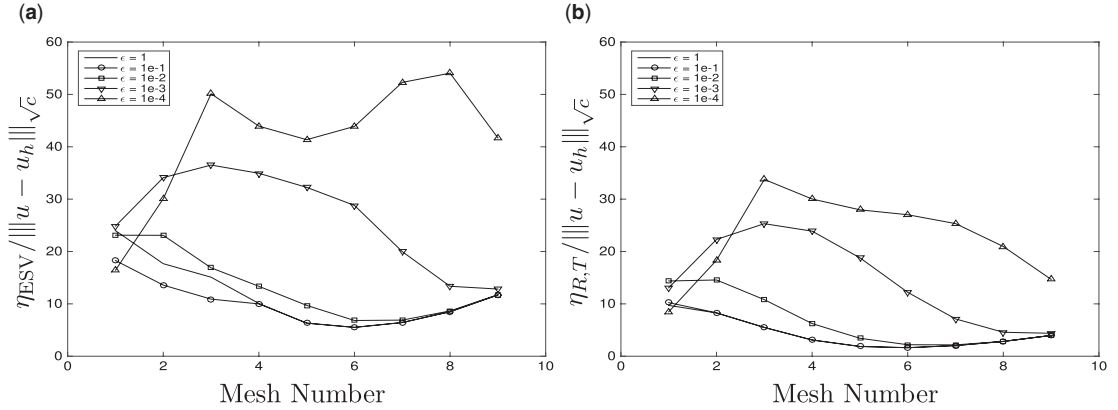 (a)
60
50
40
30
20
10
0
0 2 4 6 8 10
ϵ = 1
ϵ = 1e-1
ϵ = 1e-2
ϵ = 1e-3
ϵ = 1e-4
η_ESV / ||||u − u_h||||√c
Mesh Number
(b)
60
50
40
30
20
10
0
0 2 4 6 8 10
ϵ = 1
ϵ = 1e-1
ϵ = 1e-2
ϵ = 1e-3
ϵ = 1e-4
η_{R,T} / ||||u − u_h||||√c
Mesh Number